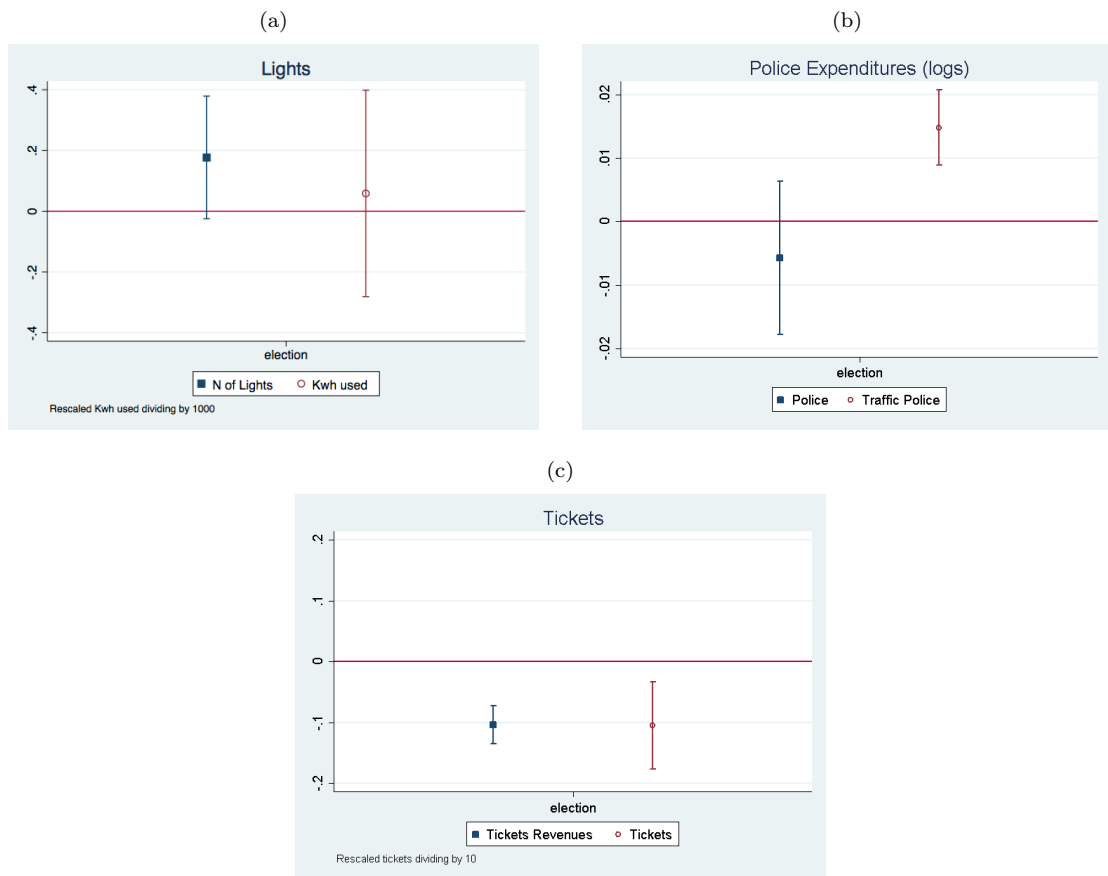 (a)
Lights
.4
.2
0
-.2
-.4
election
N of Lights Kwh used
Rescaled Kwh used dividing by 1000
(b)
Police Expenditures (logs)
.02
.01
0
-.01
-.02
election
Police Traffic Police
(c)
Tickets
.2
.1
0
-.1
-.2
election
Tickets Revenues Tickets
Rescaled tickets dividing by 10